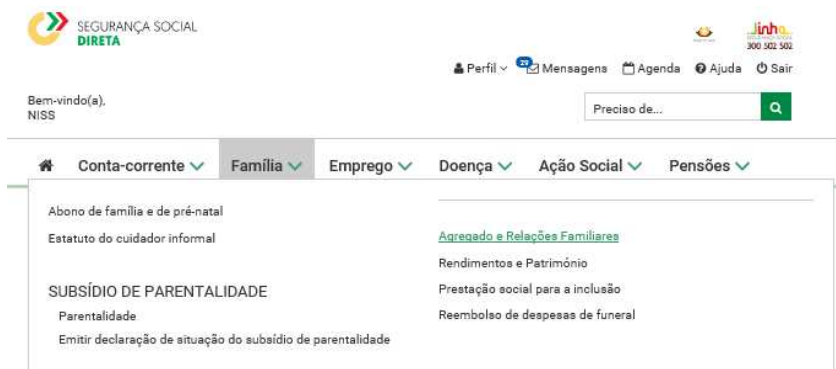 SEGURANÇA SOCIAL
DIRETA
Linha
300 502 502
Perfil
29 Mensagens
Agenda
Ajuda
Sair
Bem-vindo(a),
NISS
Preciso de...
Conta-corrente
Família
Emprego
Doença
Ação Social
Pensões
Abono de família e de pré-natal
Estatuto do cuidador informal
SUBSÍDIO DE PARENTALIDADE
Parentalidade
Emitir declaração de situação do subsídio de parentalidade
Agregado e Relações Familiares
Rendimentos e Património
Prestação social para a inclusão
Reembolso de despesas de funeral